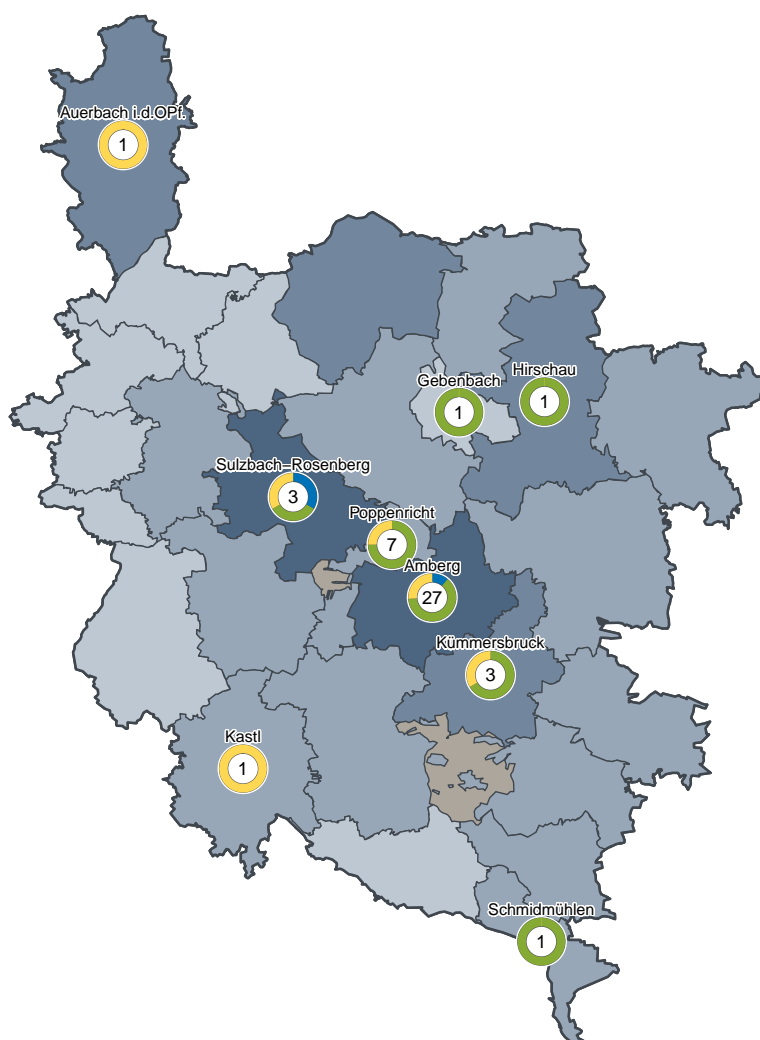 Auerbach i.d.OPf.
1
Gebenbach
1
Hirschau
1
Sulzbach–Rosenberg
3
Poppenricht
7
Amberg
27
Kümmersbruck
3
Kastl
1
Schmidmühlen
1